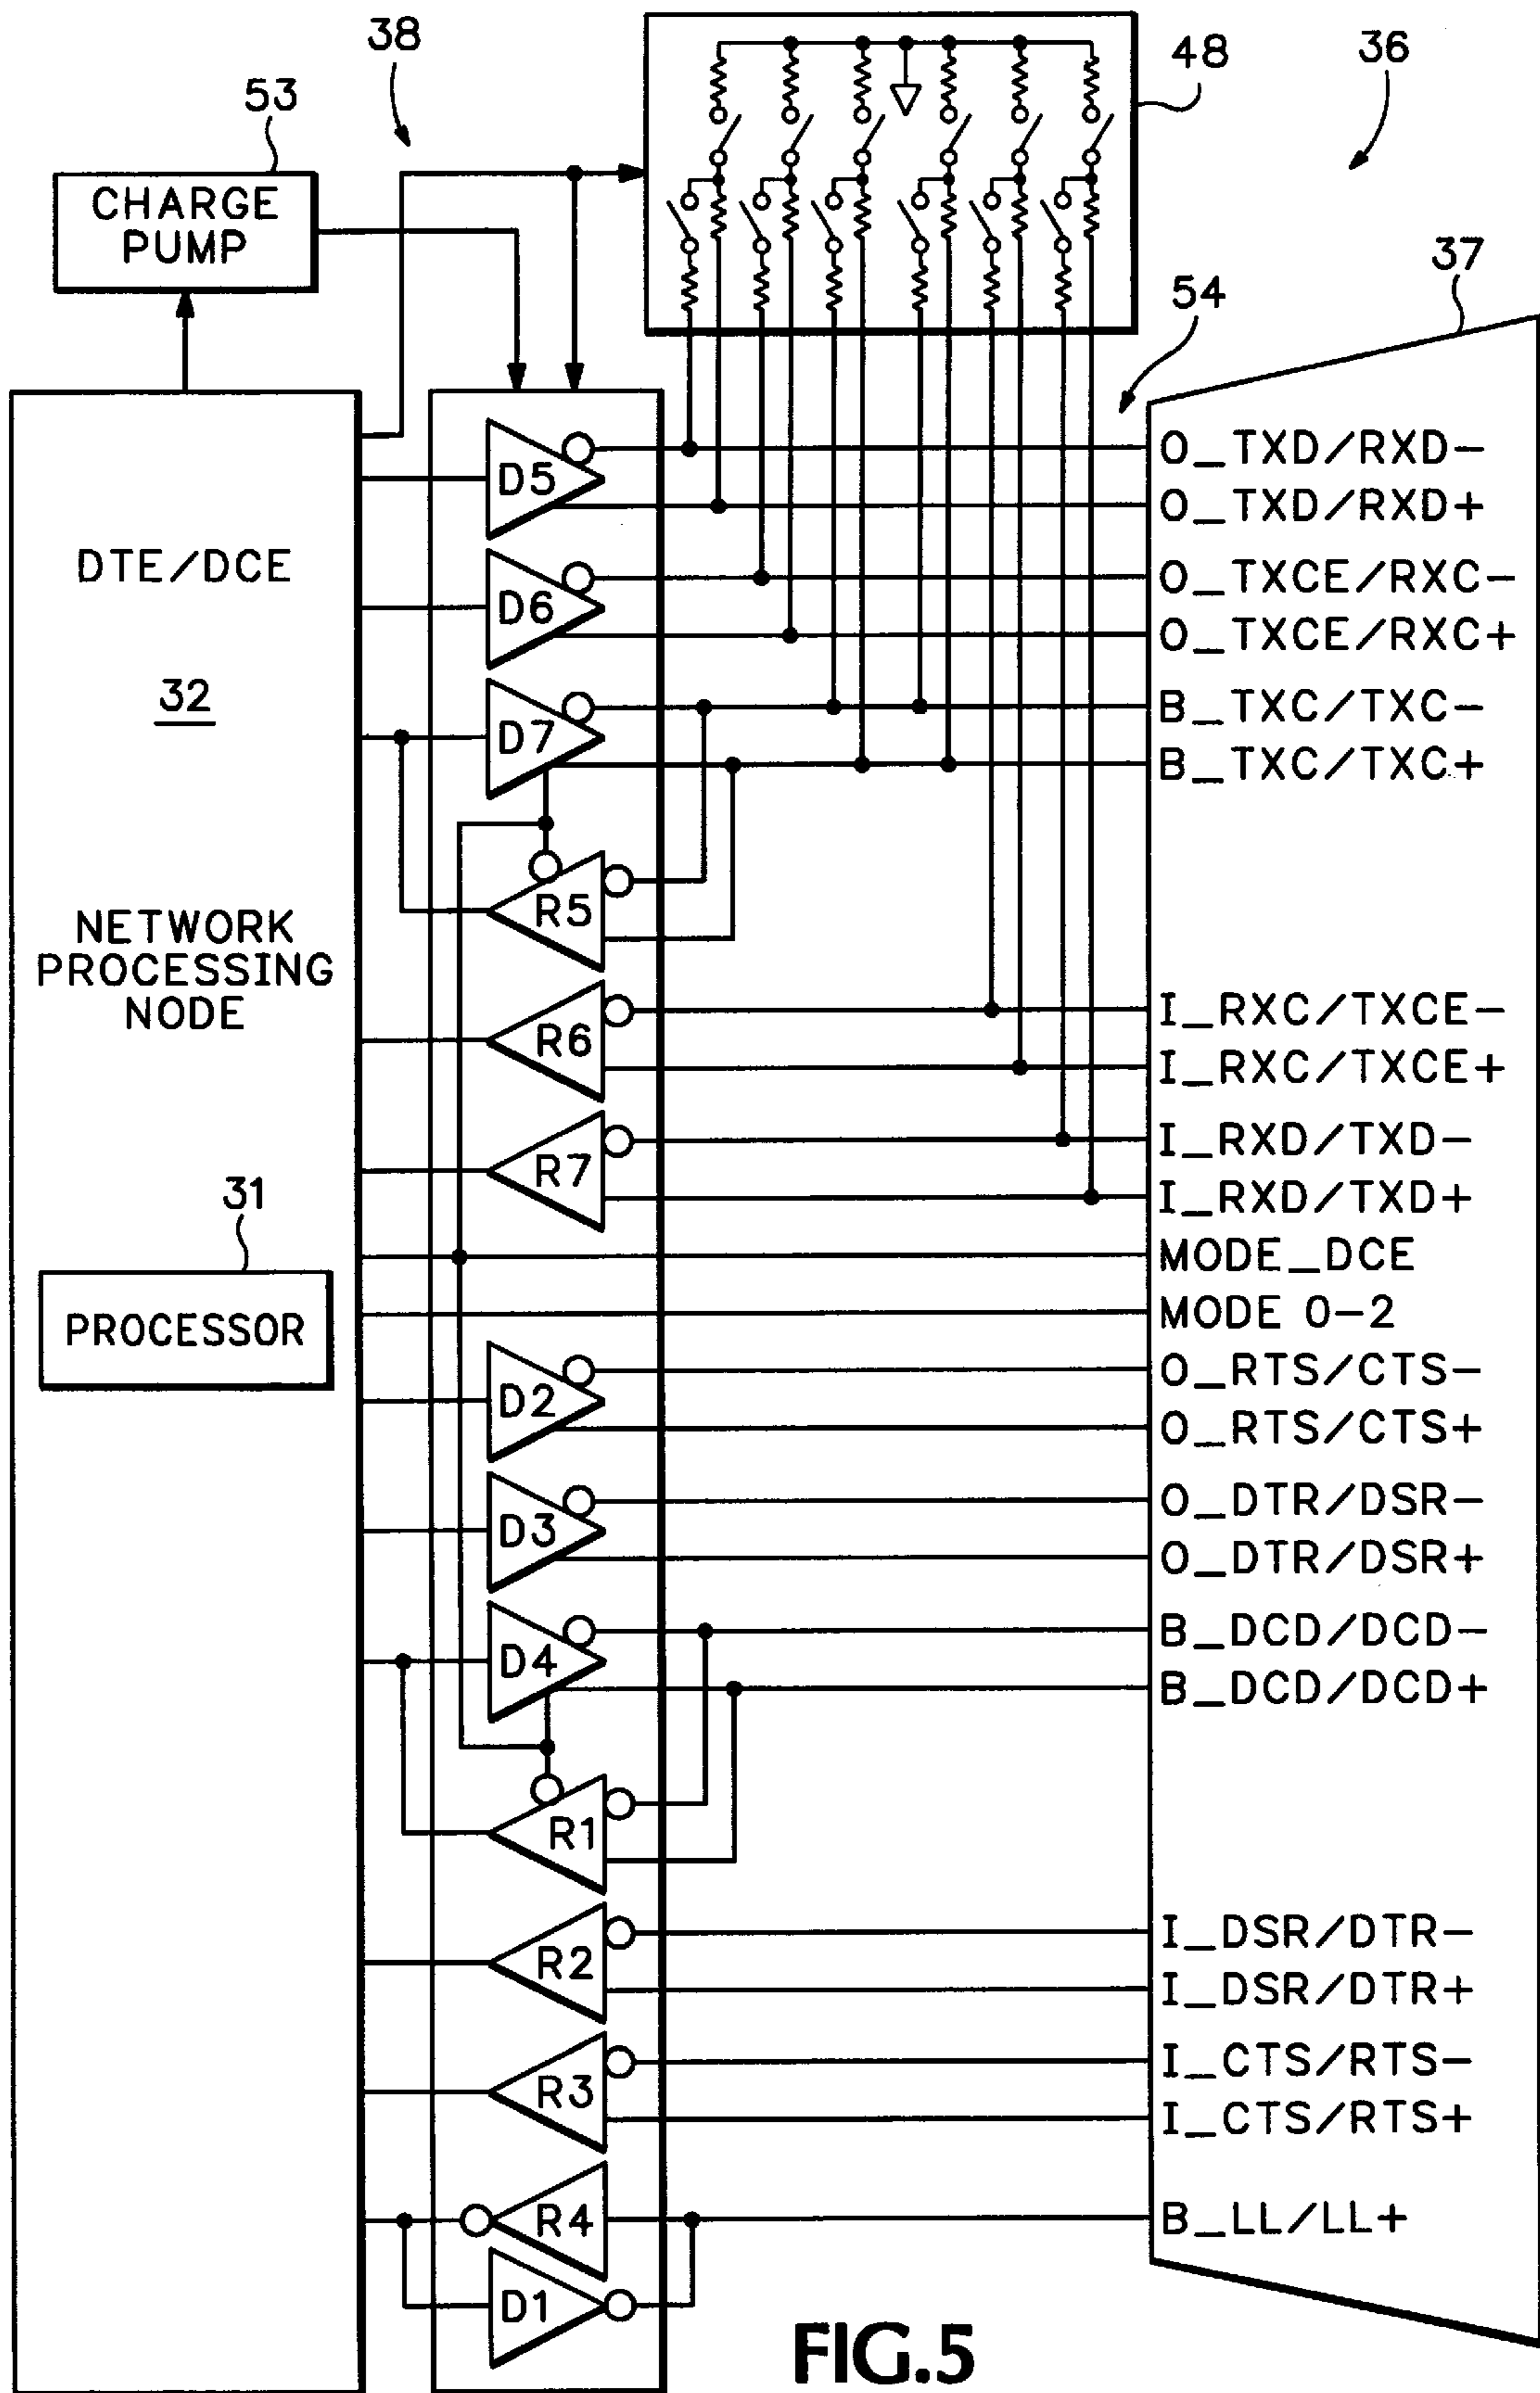 38
36
48
53
CHARGE
PUMP
37
54
D5
O_TXD/RXD-
O_TXD/RXD+
DTE/DCE
D6
O_TXCE/RXC-
O_TXCE/RXC+
32
D7
B_TXC/TXC-
B_TXC/TXC+
R5
NETWORK
PROCESSING
NODE
R6
I_RXC/TXCE-
I_RXC/TXCE+
R7
I_RXD/TXD-
I_RXD/TXD+
31
MODE_DCE
PROCESSOR
MODE 0-2
D2
O_RTS/CTS-
O_RTS/CTS+
D3
O_DTR/DSR-
O_DTR/DSR+
D4
B_DCD/DCD-
B_DCD/DCD+
R1
R2
I_DSR/DTR-
I_DSR/DTR+
R3
I_CTS/RTS-
I_CTS/RTS+
R4
B_LL/LL+
D1
FIG.5